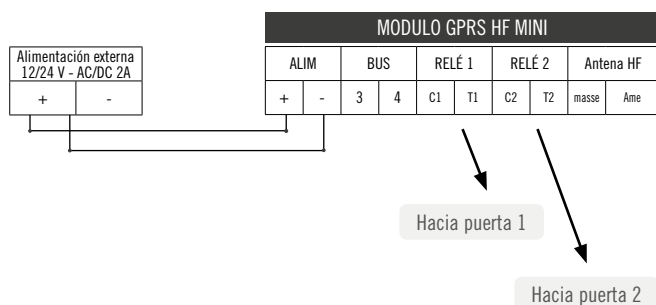 MODULO GPRS HF MINI
Alimentación externa
12/24 V - AC/DC 2A
+ -
ALIM BUS RELÉ 1 RELÉ 2 Antena HF
+ - 3 4 C1 T1 C2 T2 masse Ame
Hacia puerta 1
Hacia puerta 2